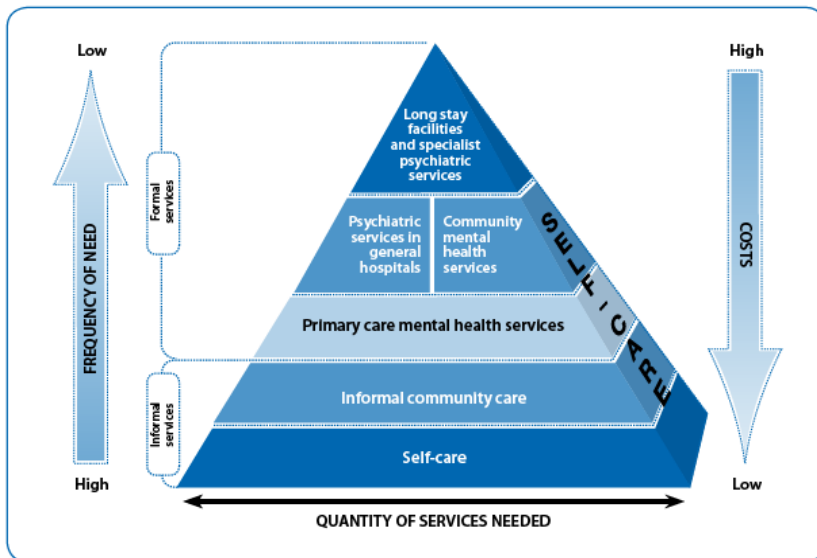 Low
High
Long stay
facilities
and specialist
psychiatric
services
Formal
services
FREQUENCY OF NEED
Psychiatric
services in
general
hospitals
Community
mental
health
services
SELF-CARE
COSTS
Primary care mental health services
Informal
services
Informal community care
Self-care
High
Low
QUANTITY OF SERVICES NEEDED